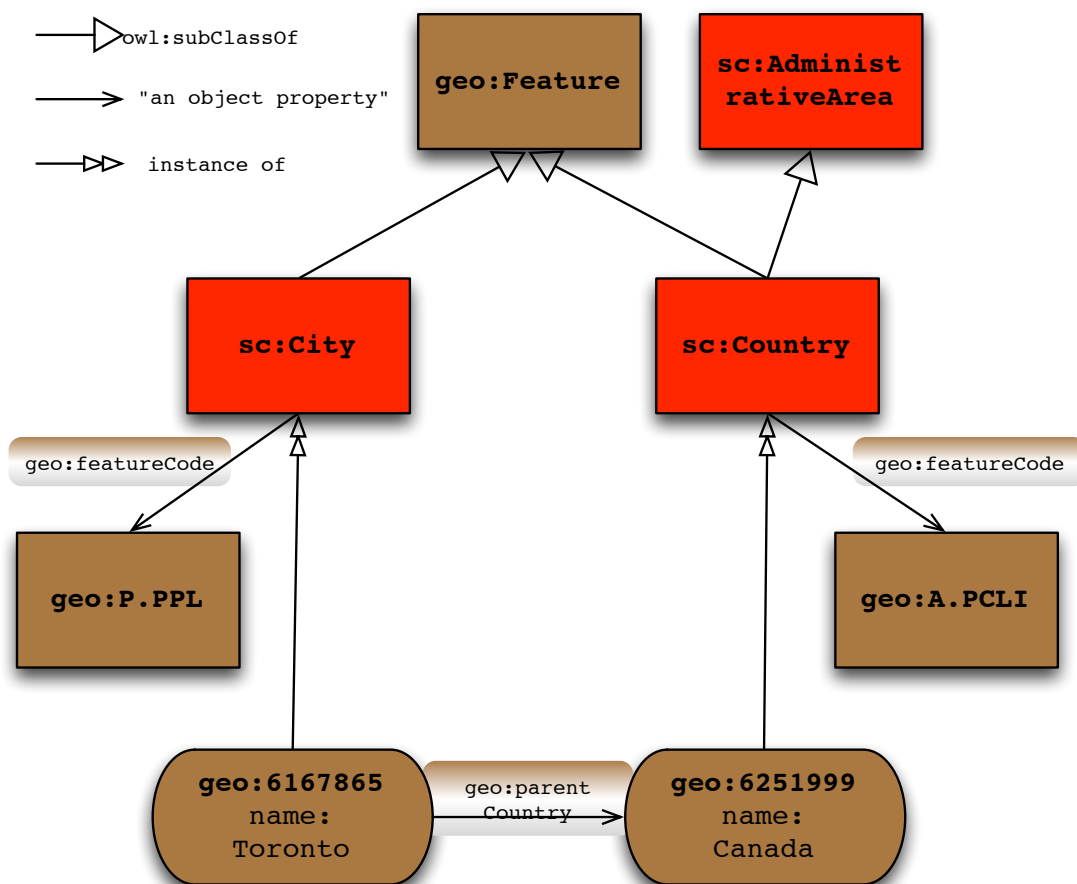 owl:subClassOf
"an object property"
instance of
geo:Feature
sc:Administ
rativeArea
sc:City
sc:Country
geo:featureCode
geo:featureCode
geo:P.PPL
geo:A.PCLI
geo:6167865
name:
Toronto
geo:parent
Country
geo:6251999
name:
Canada